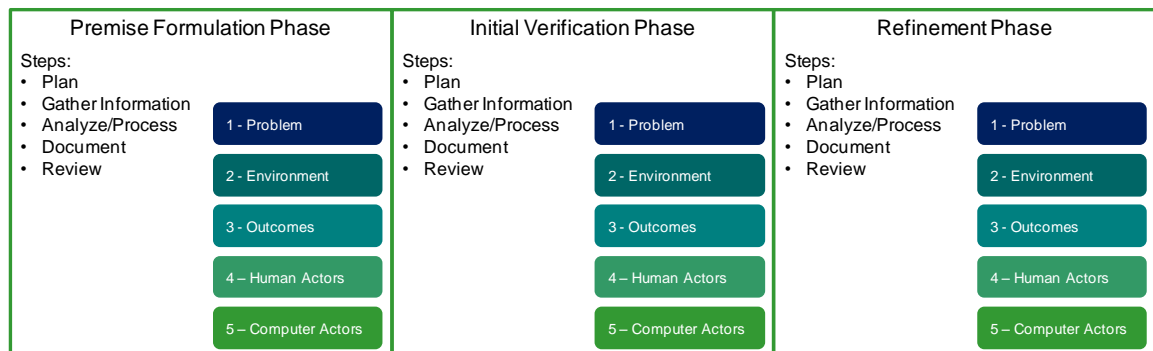 Premise Formulation Phase
Steps:
• Plan
• Gather Information
• Analyze/Process
• Document
• Review
1 - Problem
2 - Environment
3 - Outcomes
4 – Human Actors
5 – Computer Actors
Initial Verification Phase
Steps:
• Plan
• Gather Information
• Analyze/Process
• Document
• Review
1 - Problem
2 - Environment
3 - Outcomes
4 – Human Actors
5 – Computer Actors
Refinement Phase
Steps:
• Plan
• Gather Information
• Analyze/Process
• Document
• Review
1 - Problem
2 - Environment
3 - Outcomes
4 – Human Actors
5 – Computer Actors